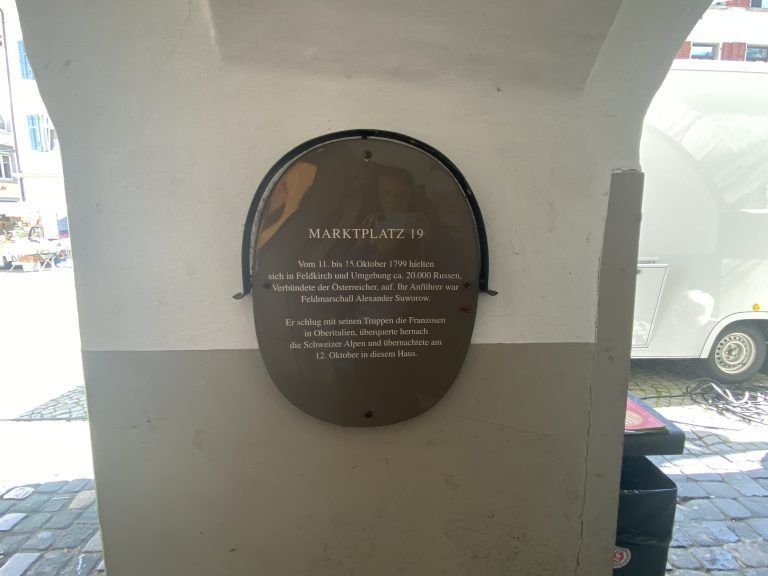 MARKTPLATZ 19
Vom 11. bis 15.Oktober 1799 hielten
sich in Feldkirch und Umgebung ca. 20.000 Russen,
Verbündete der Österreicher, auf. Ihr Anführer war
Feldmarschall Alexander Suworow.
Er schlug mit seinen Truppen die Franzosen
in Oberitalien, überquerte hernach
die Schweizer Alpen und übernachtete am
12. Oktober in diesem Haus.